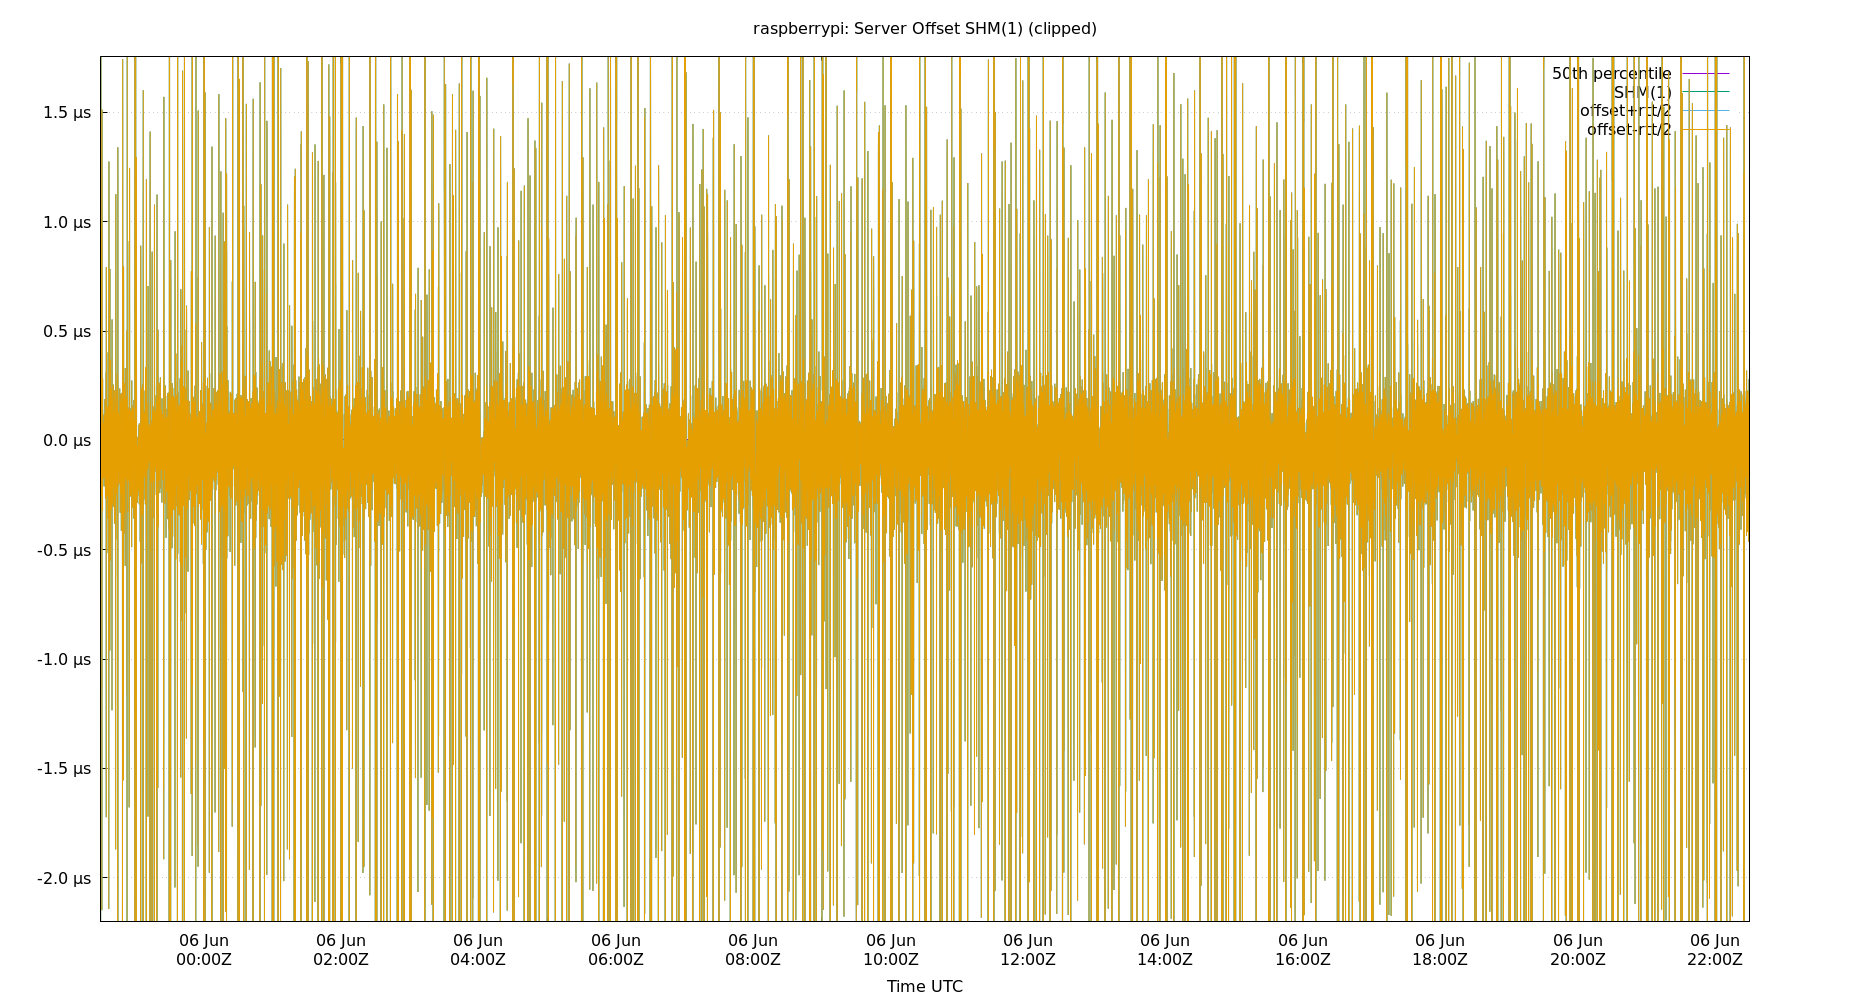 raspberrypi: Server Offset SHM(1) (clipped)
50th percentile
SHM(1)
offset+rtt/2
offset-rtt/2
1.5 µs
1.0 µs
0.5 µs
0.0 µs
-0.5 µs
-1.0 µs
-1.5 µs
-2.0 µs
06 Jun 06 Jun 06 Jun 06 Jun 06 Jun 06 Jun 06 Jun 06 Jun 06 Jun 06 Jun 06 Jun 06 Jun
00:00Z 02:00Z 04:00Z 06:00Z 08:00Z 10:00Z 12:00Z 14:00Z 16:00Z 18:00Z 20:00Z 22:00Z
Time UTC